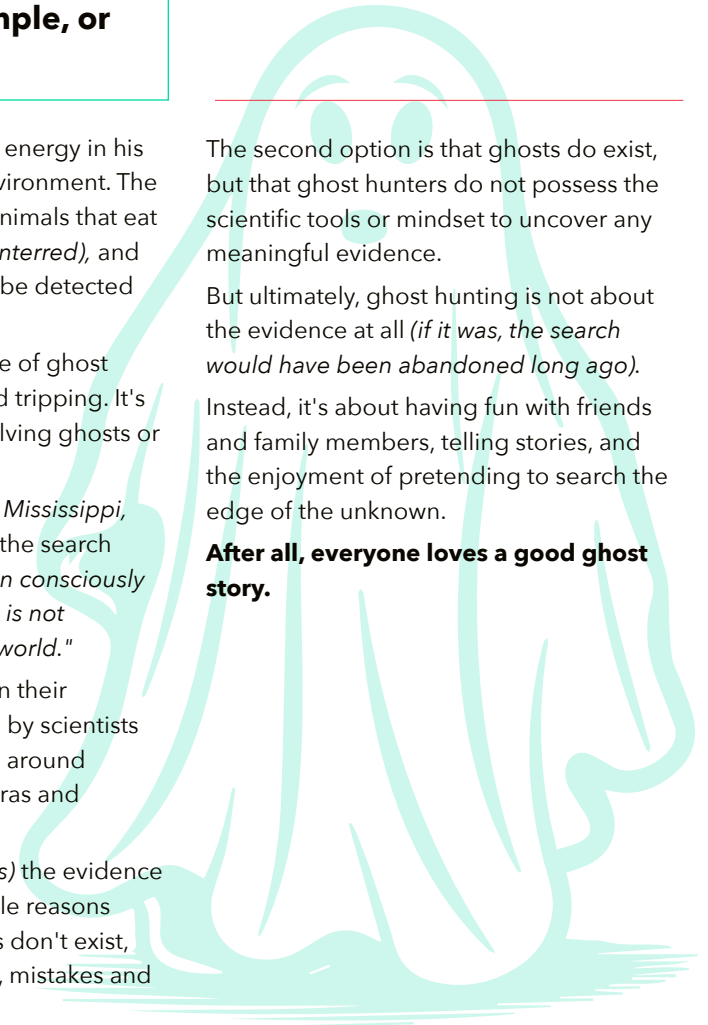 mple, or
energy in his
vironment. The
nimals that eat
nterred), and
be detected
e of ghost
d tripping. It's
lving ghosts or
Mississippi,
the search
n consciously
is not
world."
n their
by scientists
around
ras and
s) the evidence
le reasons
s don't exist,
, mistakes and
The second option is that ghosts do exist,
but that ghost hunters do not possess the
scientific tools or mindset to uncover any
meaningful evidence.
But ultimately, ghost hunting is not about
the evidence at all (if it was, the search
would have been abandoned long ago).
Instead, it's about having fun with friends
and family members, telling stories, and
the enjoyment of pretending to search the
edge of the unknown.
After all, everyone loves a good ghost
story.